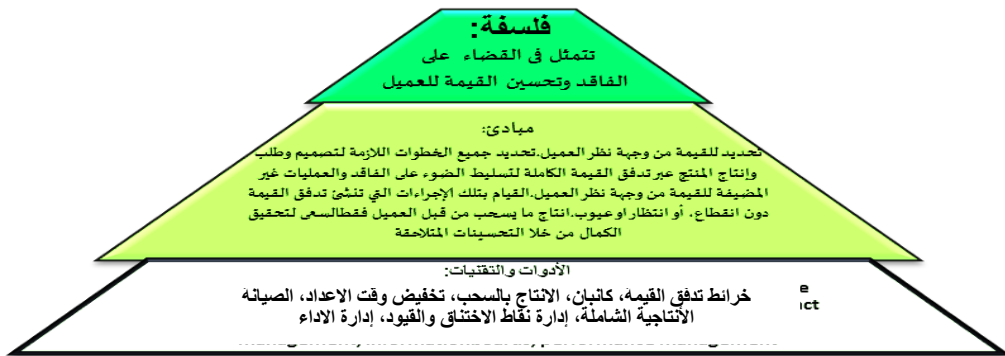 فلسفة:
تتمثل فى القضاء على
الفاقد وتحسين القيمة للعميل
مبادئ:
تحديد للقيمة من وجهة نظر العميل.تحديد جميع الخطوات اللازمة لتصميم وطلب
وإنتاج المنتج عبر تدفق القيمة الكاملة لتسليط الضوء على الفاقد والعمليات غير
المضيفة للقيمة من وجهة نظر العميل.القيام بتلك الإجراءات التي تنشئ تدفق القيمة
دون انقطاع، أو انتظار اوعيوب.انتاج ما يسحب من قبل العميل فقطالسعى لتحقيق
الكمال من خلا التحسينات المتلاحقة
الأدوات والتقنيات:
خرائط تدفق القيمة، كانبان، الانتاج بالسحب، تخفيض وقت الاعداد، الصيانة
الأنتاجية الشاملة، إدارة نقاط الاختناق والقيود، إدارة الاداء